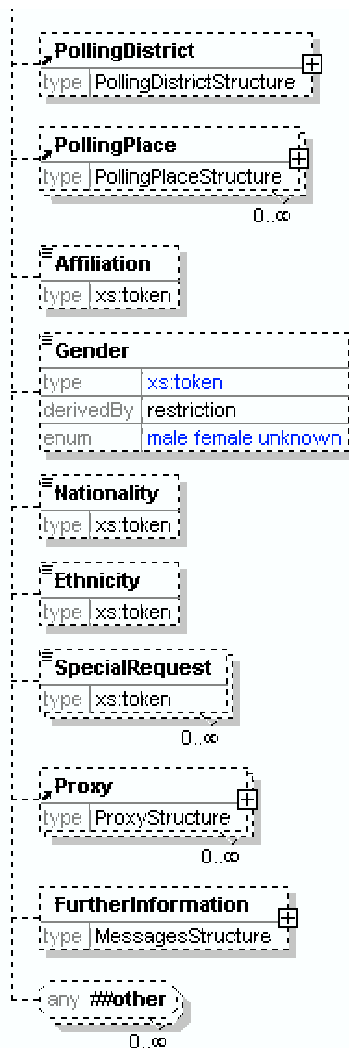 PollingDistrict
type PollingDistrictStructure
PollingPlace
type PollingPlaceStructure
0..∞
Affiliation
type xs:token
Gender
type xs:token
derivedBy restriction
enum male female unknown
Nationality
type xs:token
Ethnicity
type xs:token
SpecialRequest
type xs:token
0..∞
Proxy
type ProxyStructure
0..∞
FurtherInformation
type MessagesStructure
any ##other
0..∞